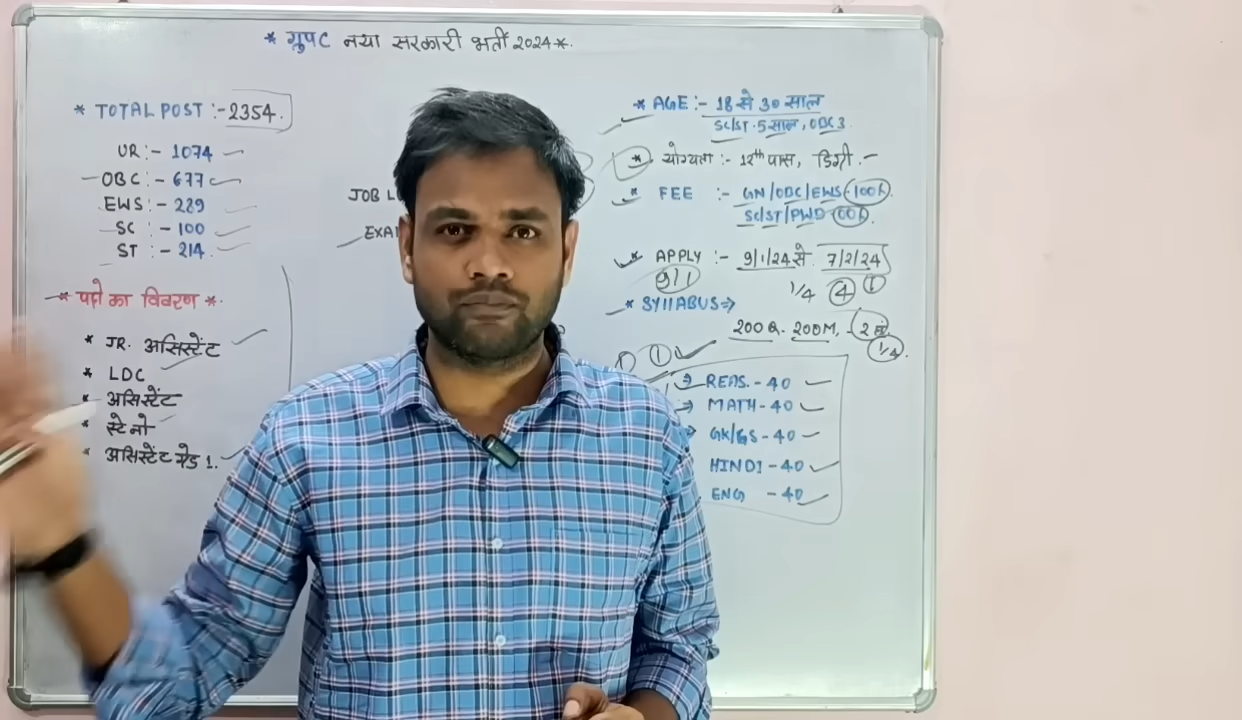 * ग्रुप C नया सरकारी भर्ती 2024 *.
* TOTAL POST :- 2354.
UR :- 1074
OBC :- 677
EWS :- 289
SC :- 100
ST :- 214
* पदो का विवरण *.
* JR. असिस्टेंट
* LDC
* असिस्टेंट
* स्टेनो
* असिस्टेंट ग्रेड 1.
JOB L
EXA
* AGE :- 18 से 30 साल
SC/ST. 5 साल, OBC 3
* योग्यता :- 12th पास, डिग्री. -
* FEE :- GN/OBC/EWS-100/.
SC/ST/PWD 00/.
* APPLY :- 9/1/24 से 7/2/24
9/1
1/4 4 1
* SYllABUS ⇒
200 Q. 200M, - 2 घं.
1/4.
1
⇒ REAS. - 40
⇒ MATH - 40
⇒ GK/GS - 40
HINDI - 40
ENG - 40